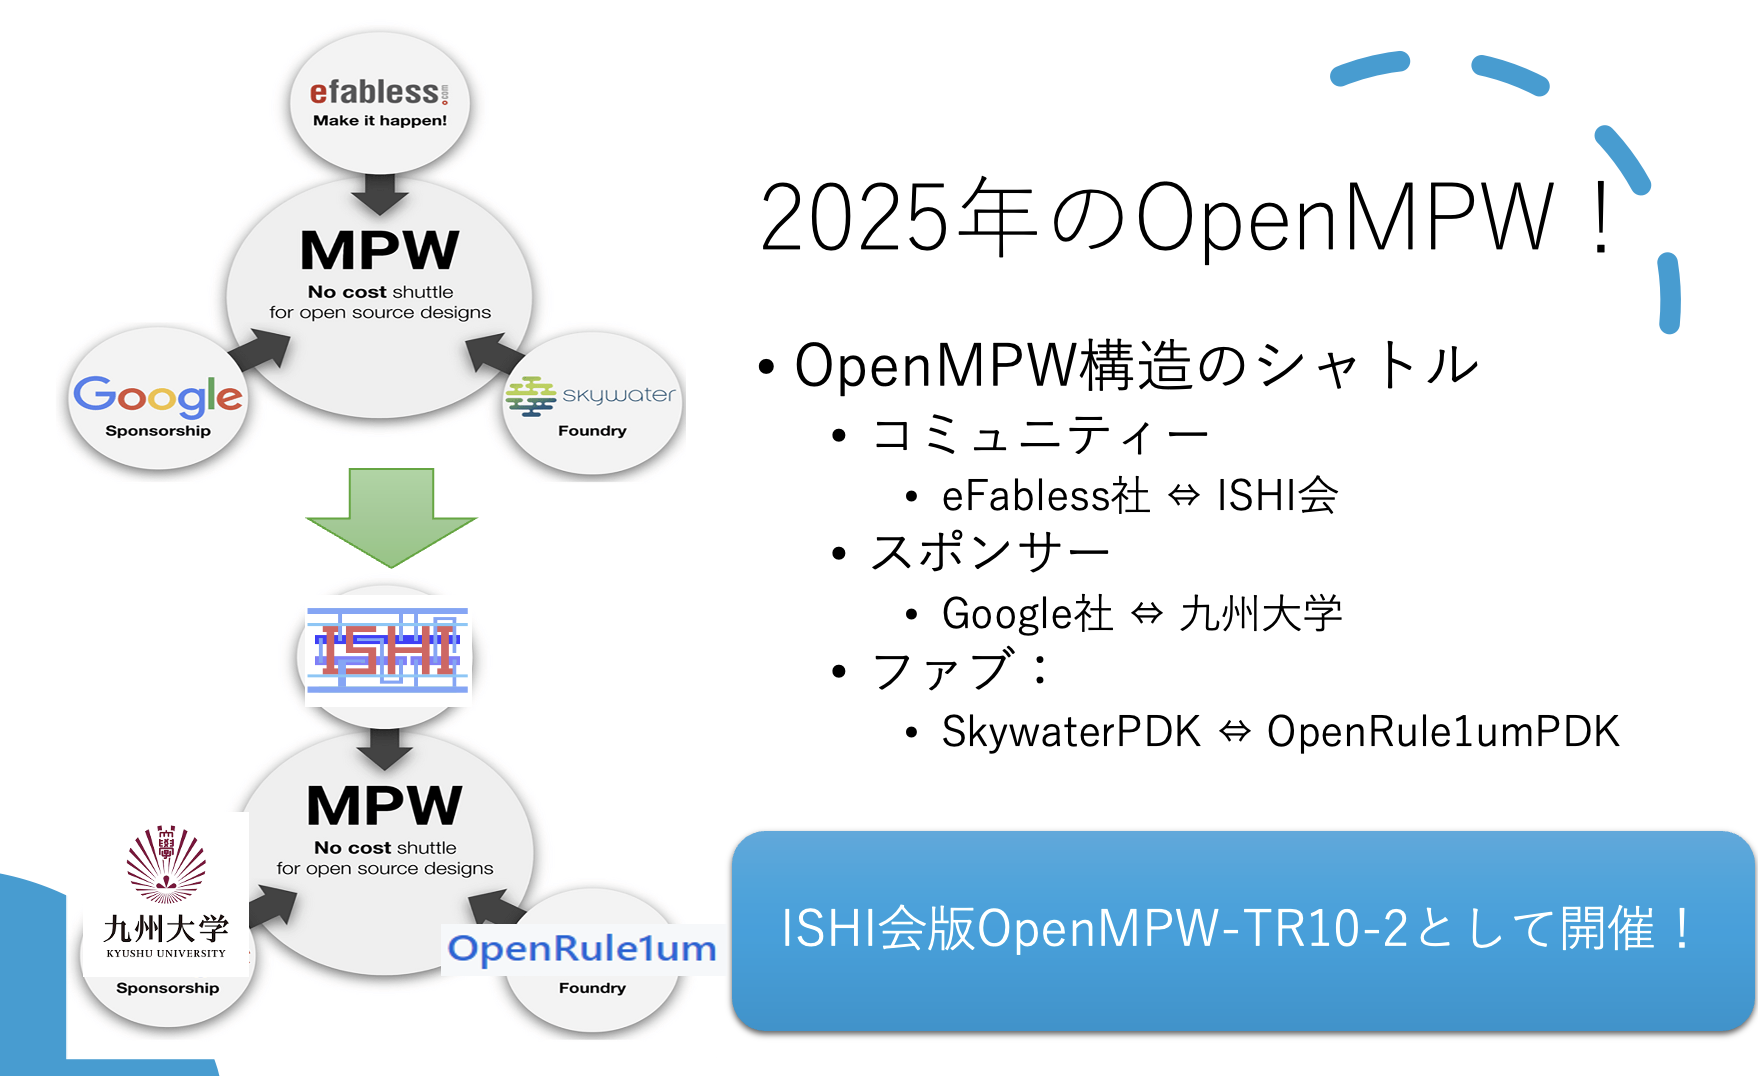 efabless.com
Make it happen!
MPW
No cost shuttle
for open source designs
Google
Sponsorship
skywater
Foundry
ISHI
MPW
No cost shuttle
for open source designs
九州大学
KYUSHU UNIVERSITY
Sponsorship
OpenRule1um
Foundry
2025年のOpenMPW！
• OpenMPW構造のシャトル
• コミュニティー
• eFabless社 ⇔ ISHI会
• スポンサー
• Google社 ⇔ 九州大学
• ファブ：
• SkywaterPDK ⇔ OpenRule1umPDK
ISHI会版OpenMPW-TR10-2として開催！